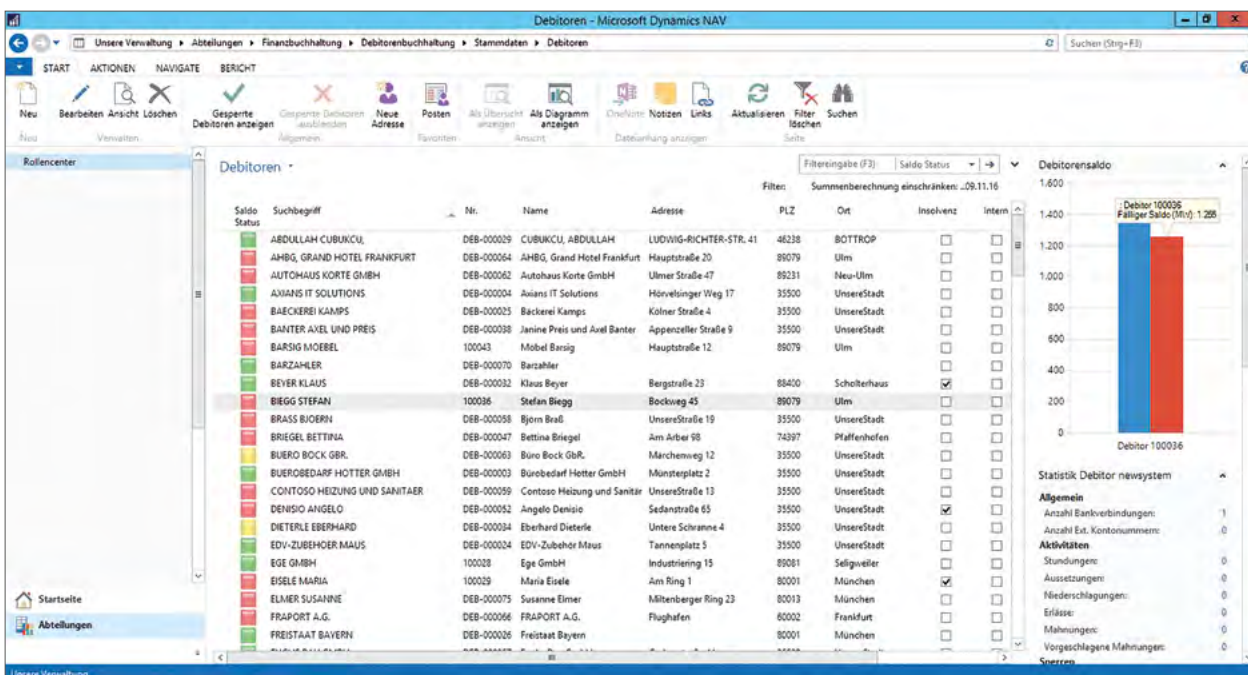 Debitoren - Microsoft Dynamics NAV
Unsere Verwaltung ▸ Abteilungen ▸ Finanzbuchhaltung ▸ Debitorenbuchhaltung ▸ Stammdaten ▸ Debitoren
Suchen (Strg+F3)
START AKTIONEN NAVIGATE BERICHT
Neu Bearbeiten Ansicht Löschen Gesperrte Debitoren anzeigen Gesperrte Debitoren ausblenden Neue Adresse Posten Als Übersicht anzeigen Als Diagramm anzeigen OneNote Notizen Links Aktualisieren Filter löschen Suchen
Neu Verwalten Allgemein Favoriten Ansicht Dateianhang anzeigen Seite
Rollencenter
Debitoren
Filtereingabe (F3) Saldo Status
Filter: Summenberechnung einschränken: ..09.11.16
Saldo Status Suchbegriff Nr. Name Adresse PLZ Ort Insolvenz Intern
ABDULLAH CUBUKCU, DEB-000029 CUBUKCU, ABDULLAH LUDWIG-RICHTER-STR. 41 46238 BOTTROP
AHBG, GRAND HOTEL FRANKFURT DEB-000064 AHBG, Grand Hotel Frankfurt Hauptstraße 20 89079 Ulm
AUTOHAUS KORTE GMBH DEB-000062 Autohaus Korte GmbH Ulmer Straße 47 89231 Neu-Ulm
AXIANS IT SOLUTIONS DEB-000004 Axians IT Solutions Hörvelsinger Weg 17 35500 UnsereStadt
BAECKEREI KAMPS DEB-000025 Bäckerei Kamps Kölner Straße 4 35500 UnsereStadt
BANTER AXEL UND PREIS DEB-000038 Janine Preis und Axel Banter Appenzeller Straße 9 35500 UnsereStadt
BARSIG MOEBEL 100043 Möbel Barsig Hauptstraße 12 89079 Ulm
BARZAHLER DEB-000070 Barzahler
BEYER KLAUS DEB-000032 Klaus Beyer Bergstraße 23 88400 Scholterhaus
BIEGG STEFAN 100036 Stefan Biegg Bockweg 45 89079 Ulm
BRASS BJOERN DEB-000058 Björn Braß UnsereStraße 19 35500 UnsereStadt
BRIEGEL BETTINA DEB-000047 Bettina Briegel Am Arber 98 74397 Pfaffenhofen
BUERO BOCK GBR. DEB-000063 Büro Bock GbR. Märchenweg 12 35500 UnsereStadt
BUEROBEDARF HOTTER GMBH DEB-000003 Bürobedarf Hotter GmbH Münsterplatz 2 35500 UnsereStadt
CONTOSO HEIZUNG UND SANITAER DEB-000059 Contoso Heizung und Sanitär UnsereStraße 13 35500 UnsereStadt
DENISIO ANGELO DEB-000052 Angelo Denisio Sedanstraße 65 35500 UnsereStadt
DIETERLE EBERHARD DEB-000034 Eberhard Dieterle Untere Schranne 4 35500 UnsereStadt
EDV-ZUBEHOER MAUS DEB-000024 EDV-Zubehör Maus Tannenplatz 5 35500 UnsereStadt
EGE GMBH 100028 Ege GmbH Industriering 15 89081 Seligweiler
EISELE MARIA 100029 Maria Eisele Am Ring 1 80001 München
ELMER SUSANNE DEB-000075 Susanne Elmer Miltenberger Ring 23 80013 München
FRAPORT A.G. DEB-000066 FRAPORT A.G. Flughafen 60002 Frankfurt
FREISTAAT BAYERN DEB-000026 Freistaat Bayern 80001 München
Startseite
Abteilungen
Debitorensaldo
1.600
1.400
1.200
1.000
800
600
400
200
0
: Debitor 100036
Fälliger Saldo (MW): 1.255
Debitor 100036
Statistik Debitor newsystem
Allgemein
Anzahl Bankverbindungen: 1
Anzahl Ext. Kontonummern: 0
Aktivitäten
Stundungen: 0
Aussetzungen: 0
Niederschlagungen: 0
Erlässe: 0
Mahnungen: 0
Vorgeschlagene Mahnungen: 0
Sperren
Unsere Verwaltung